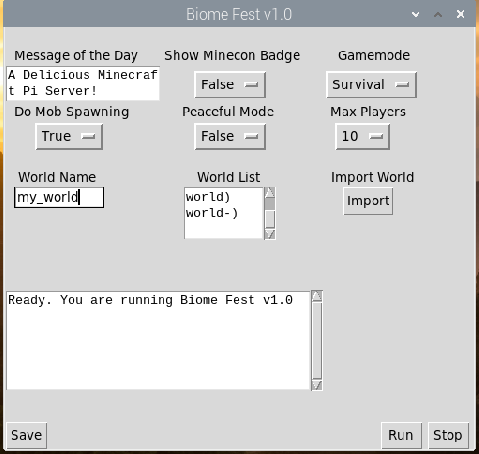 Biome Fest v1.0
Message of the Day
Show Minecon Badge
Gamemode
A Delicious Minecraf
t Pi Server!
False
Survival
Do Mob Spawning
Peaceful Mode
Max Players
True
False
10
World Name
World List
Import World
my_world
world)
world-)
Import
Ready. You are running Biome Fest v1.0
Save
Run
Stop